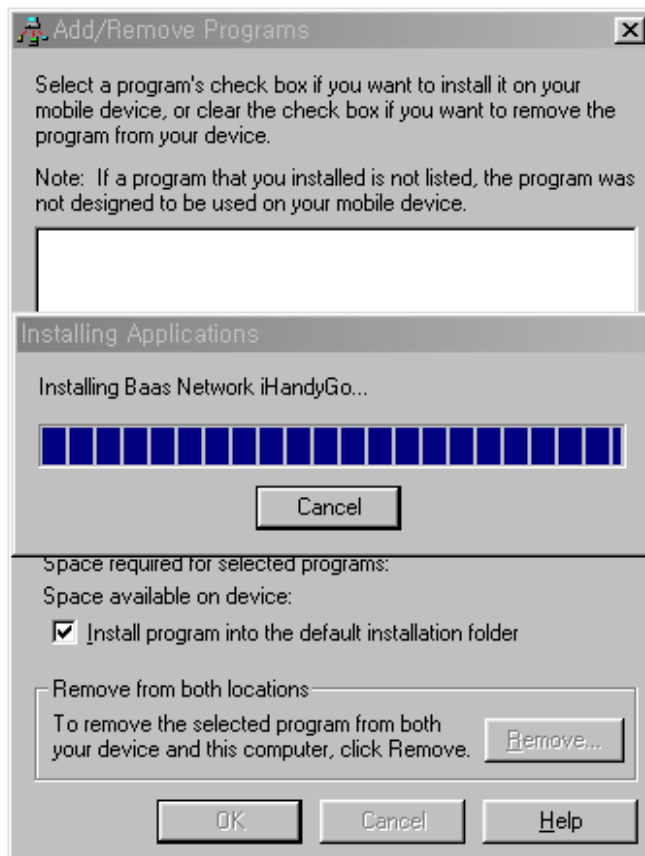 Add/Remove Programs
Select a program's check box if you want to install it on your
mobile device, or clear the check box if you want to remove the
program from your device.
Note: If a program that you installed is not listed, the program was
not designed to be used on your mobile device.
Installing Applications
Installing Baas Network iHandyGo...
Cancel
Space required for selected programs:
Space available on device:
Install program into the default installation folder
Remove from both locations
To remove the selected program from both
your device and this computer, click Remove.
Remove...
OK
Cancel
Help